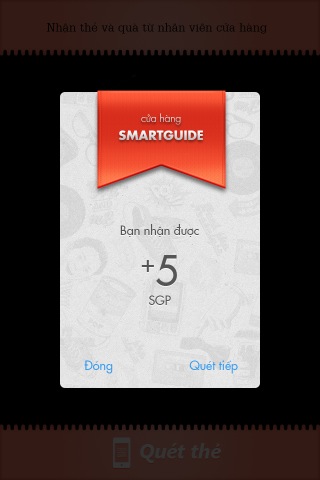 Nhận thẻ và quà từ nhân viên cửa hàng
cửa hàng
SMARTGUIDE
Bạn nhận được
+5
SGP
Đóng
Quét tiếp
Quét thẻ